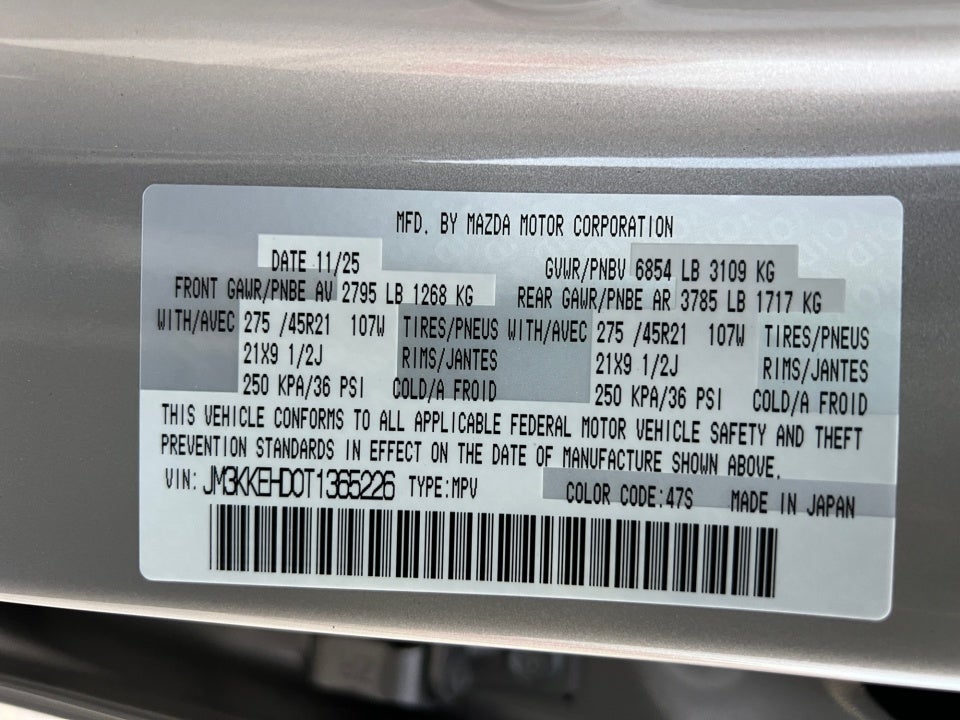 MFD. BY MAZDA MOTOR CORPORATION
DATE 11/25 GVWR/PNBV 6854 LB 3109 KG
FRONT GAWR/PNBE AV 2795 LB 1268 KG REAR GAWR/PNBE AR 3785 LB 1717 KG
WITH/AVEC 275 /45R21 107W TIRES/PNEUS WITH/AVEC 275 /45R21 107W TIRES/PNEUS
21X9 1/2J RIMS/JANTES 21X9 1/2J RIMS/JANTES
250 KPA/36 PSI COLD/A FROID 250 KPA/36 PSI COLD/A FROID
THIS VEHICLE CONFORMS TO ALL APPLICABLE FEDERAL MOTOR VEHICLE SAFETY AND THEFT
PREVENTION STANDARDS IN EFFECT ON THE DATE OF MANUFACTURE SHOWN ABOVE.
VIN: JM3KKEHD0T1365226 TYPE:MPV COLOR CODE:47S MADE IN JAPAN